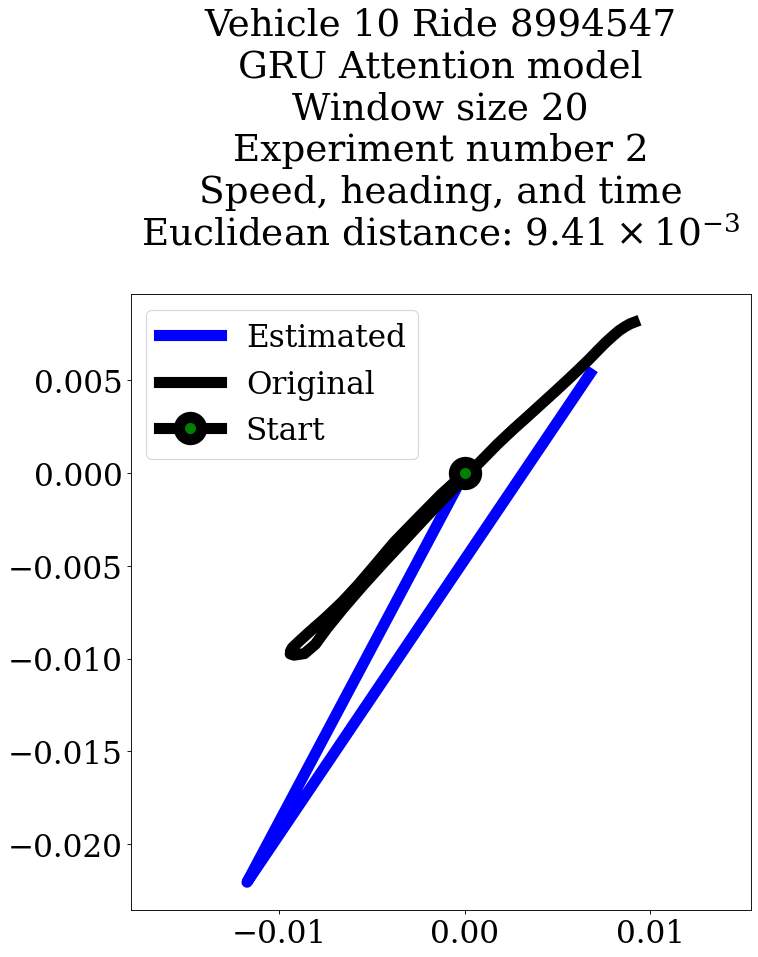 Vehicle 10 Ride 8994547
GRU Attention model
Window size 20
Experiment number 2
Speed, heading, and time
Euclidean distance: 9.41 × 10⁻³
Estimated
Original
Start
0.005
0.000
−0.005
−0.010
−0.015
−0.020
−0.01
0.00
0.01